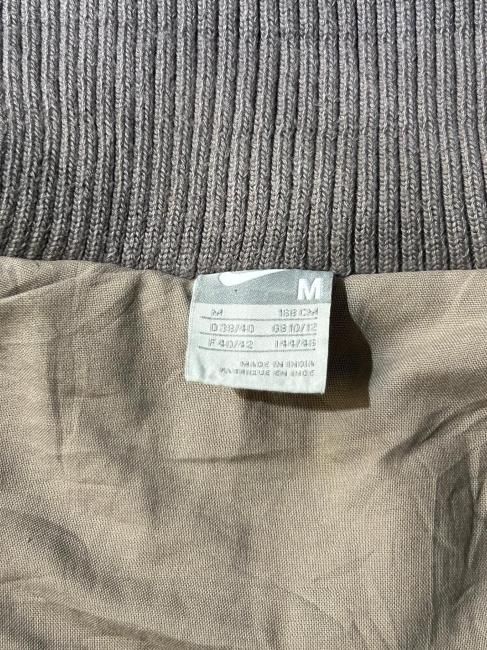 M
M 168 CM
D 38/40 GB 10/12
F 40/42 I 44/46
MADE IN INDIA
FABRIQUE EN INDE